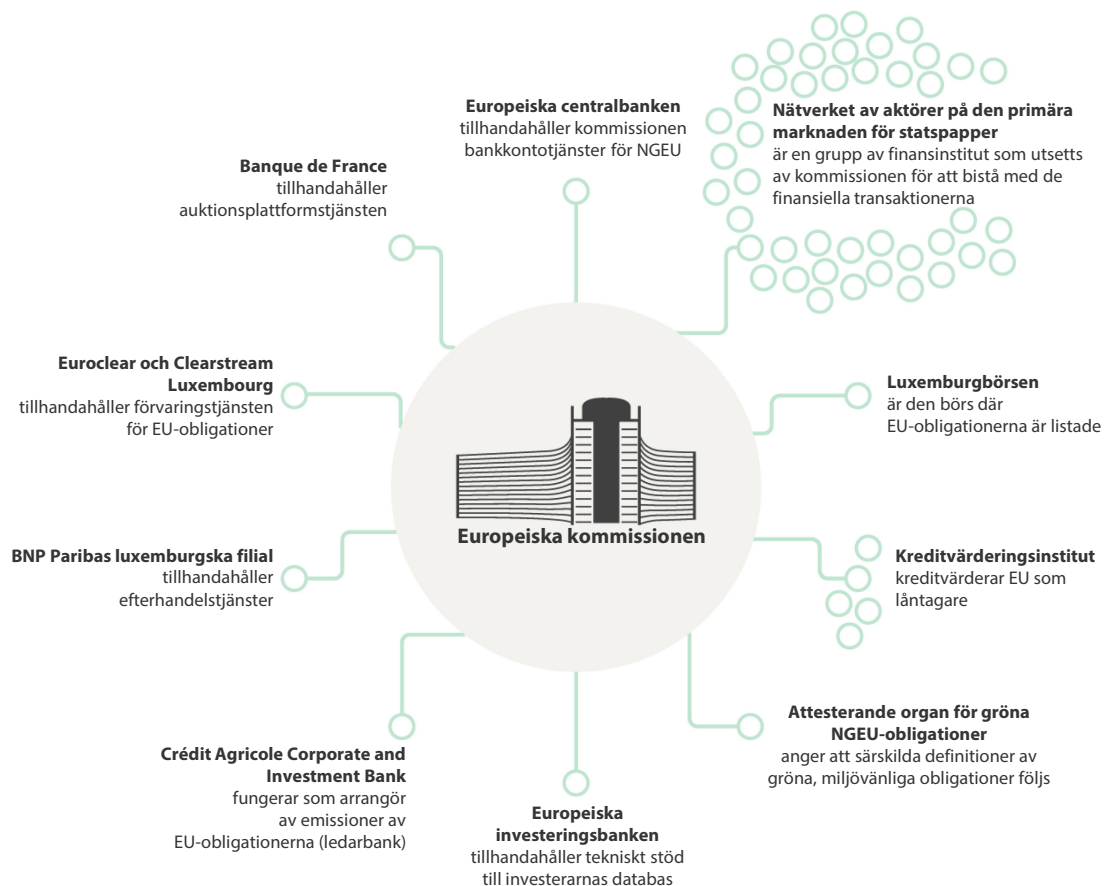 Europeiska centralbanken
tillhandahåller kommissionen
bankkontotjänster för NGEU
Nätverket av aktörer på den primära
marknaden för statspapper
är en grupp av finansinstitut som utsetts
av kommissionen för att bistå med de
finansiella transaktionerna
Banque de France
tillhandahåller
auktionsplattformstjänsten
Euroclear och Clearstream
Luxembourg
tillhandahåller förvaringstjänsten
för EU-obligationer
Luxemburgbörsen
är den börs där
EU-obligationerna är listade
Europeiska kommissionen
BNP Paribas luxemburgska filial
tillhandahåller
efterhandelstjänster
Kreditvärderingsinstitut
kreditvärderar EU som
låntagare
Attesterande organ för gröna
NGEU-obligationer
anger att särskilda definitioner av
gröna, miljövänliga obligationer följs
Crédit Agricole Corporate and
Investment Bank
fungerar som arrangör
av emissioner av
EU-obligationerna (ledarbank)
Europeiska
investeringsbanken
tillhandahåller tekniskt stöd
till investerarnas databas